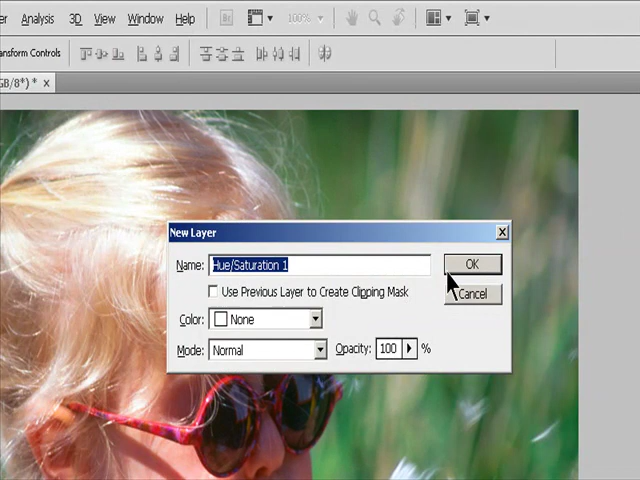 er Analysis 3D View Window Help 100%
ransform Controls
GB/8*) * x
New Layer
Name: Hue/Saturation 1 OK
Use Previous Layer to Create Clipping Mask Cancel
Color: None
Mode: Normal Opacity: 100 %